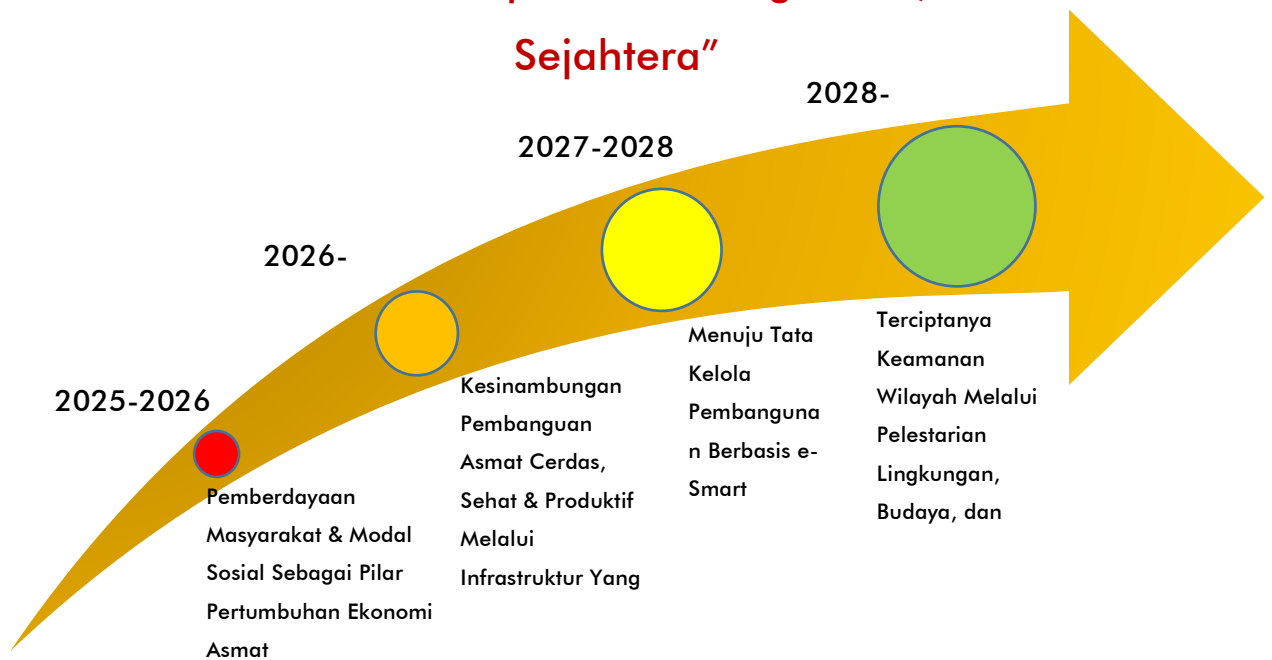 Sejahtera”
2028-
2027-2028
2026-
2025-2026
Pemberdayaan
Masyarakat & Modal
Sosial Sebagai Pilar
Pertumbuhan Ekonomi
Asmat
Kesinambungan
Pembanguan
Asmat Cerdas,
Sehat & Produktif
Melalui
Infrastruktur Yang
Menuju Tata
Kelola
Pembanguna
n Berbasis e-
Smart
Terciptanya
Keamanan
Wilayah Melalui
Pelestarian
Lingkungan,
Budaya, dan